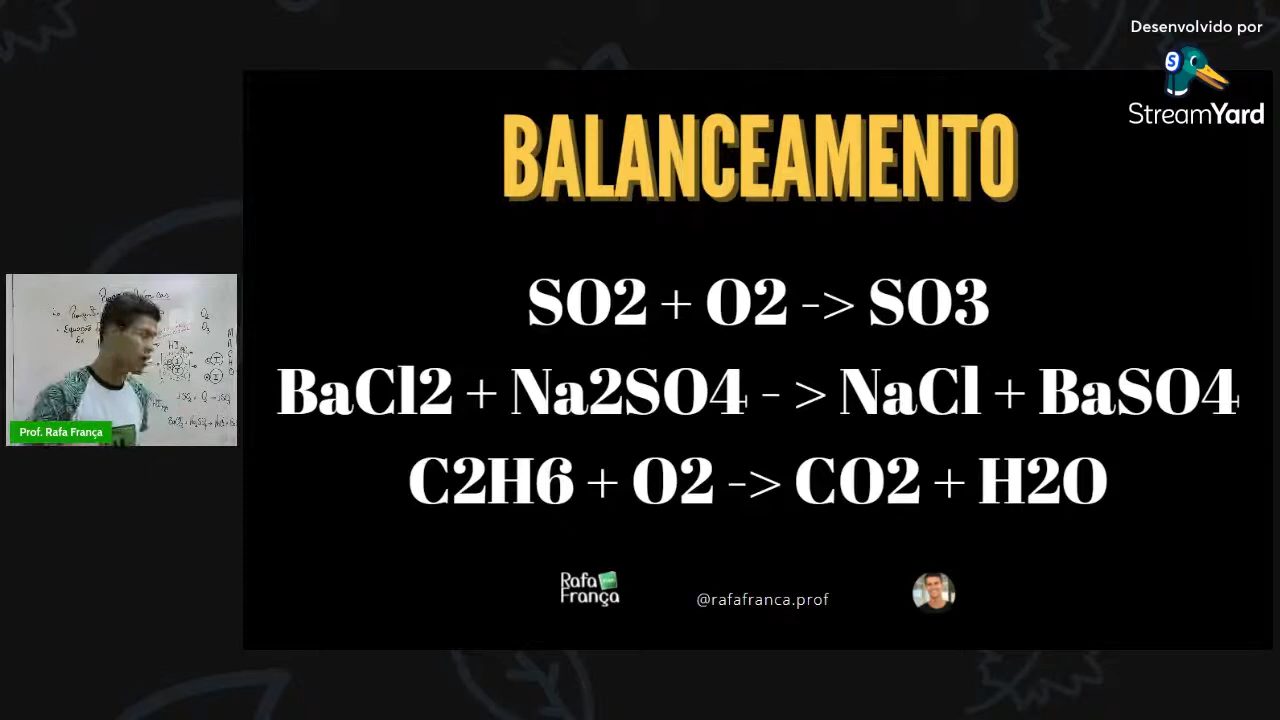 Desenvolvido por
StreamYard
BALANCEAMENTO
SO2 + O2 -> SO3
BaCl2 + Na2SO4 - > NaCl + BaSO4
C2H6 + O2 -> CO2 + H2O
Prof. Rafa França
Rafa
França
@rafafranca.prof